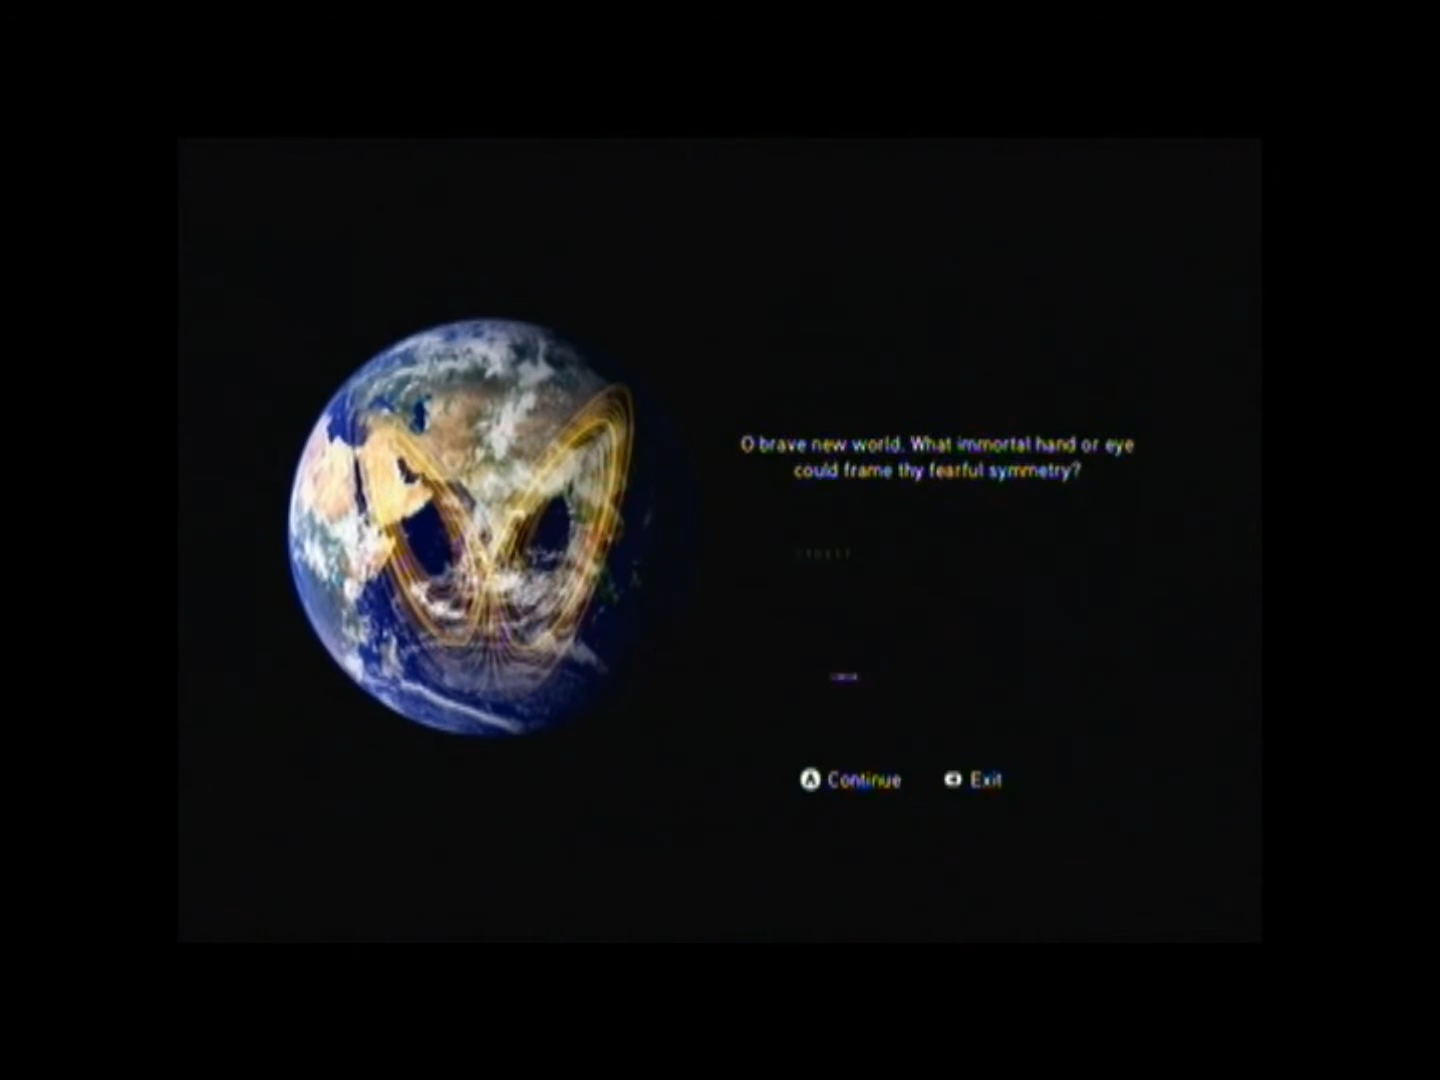 O brave new world. What immortal hand or eye
could frame thy fearful symmetry?
A Continue
Exit